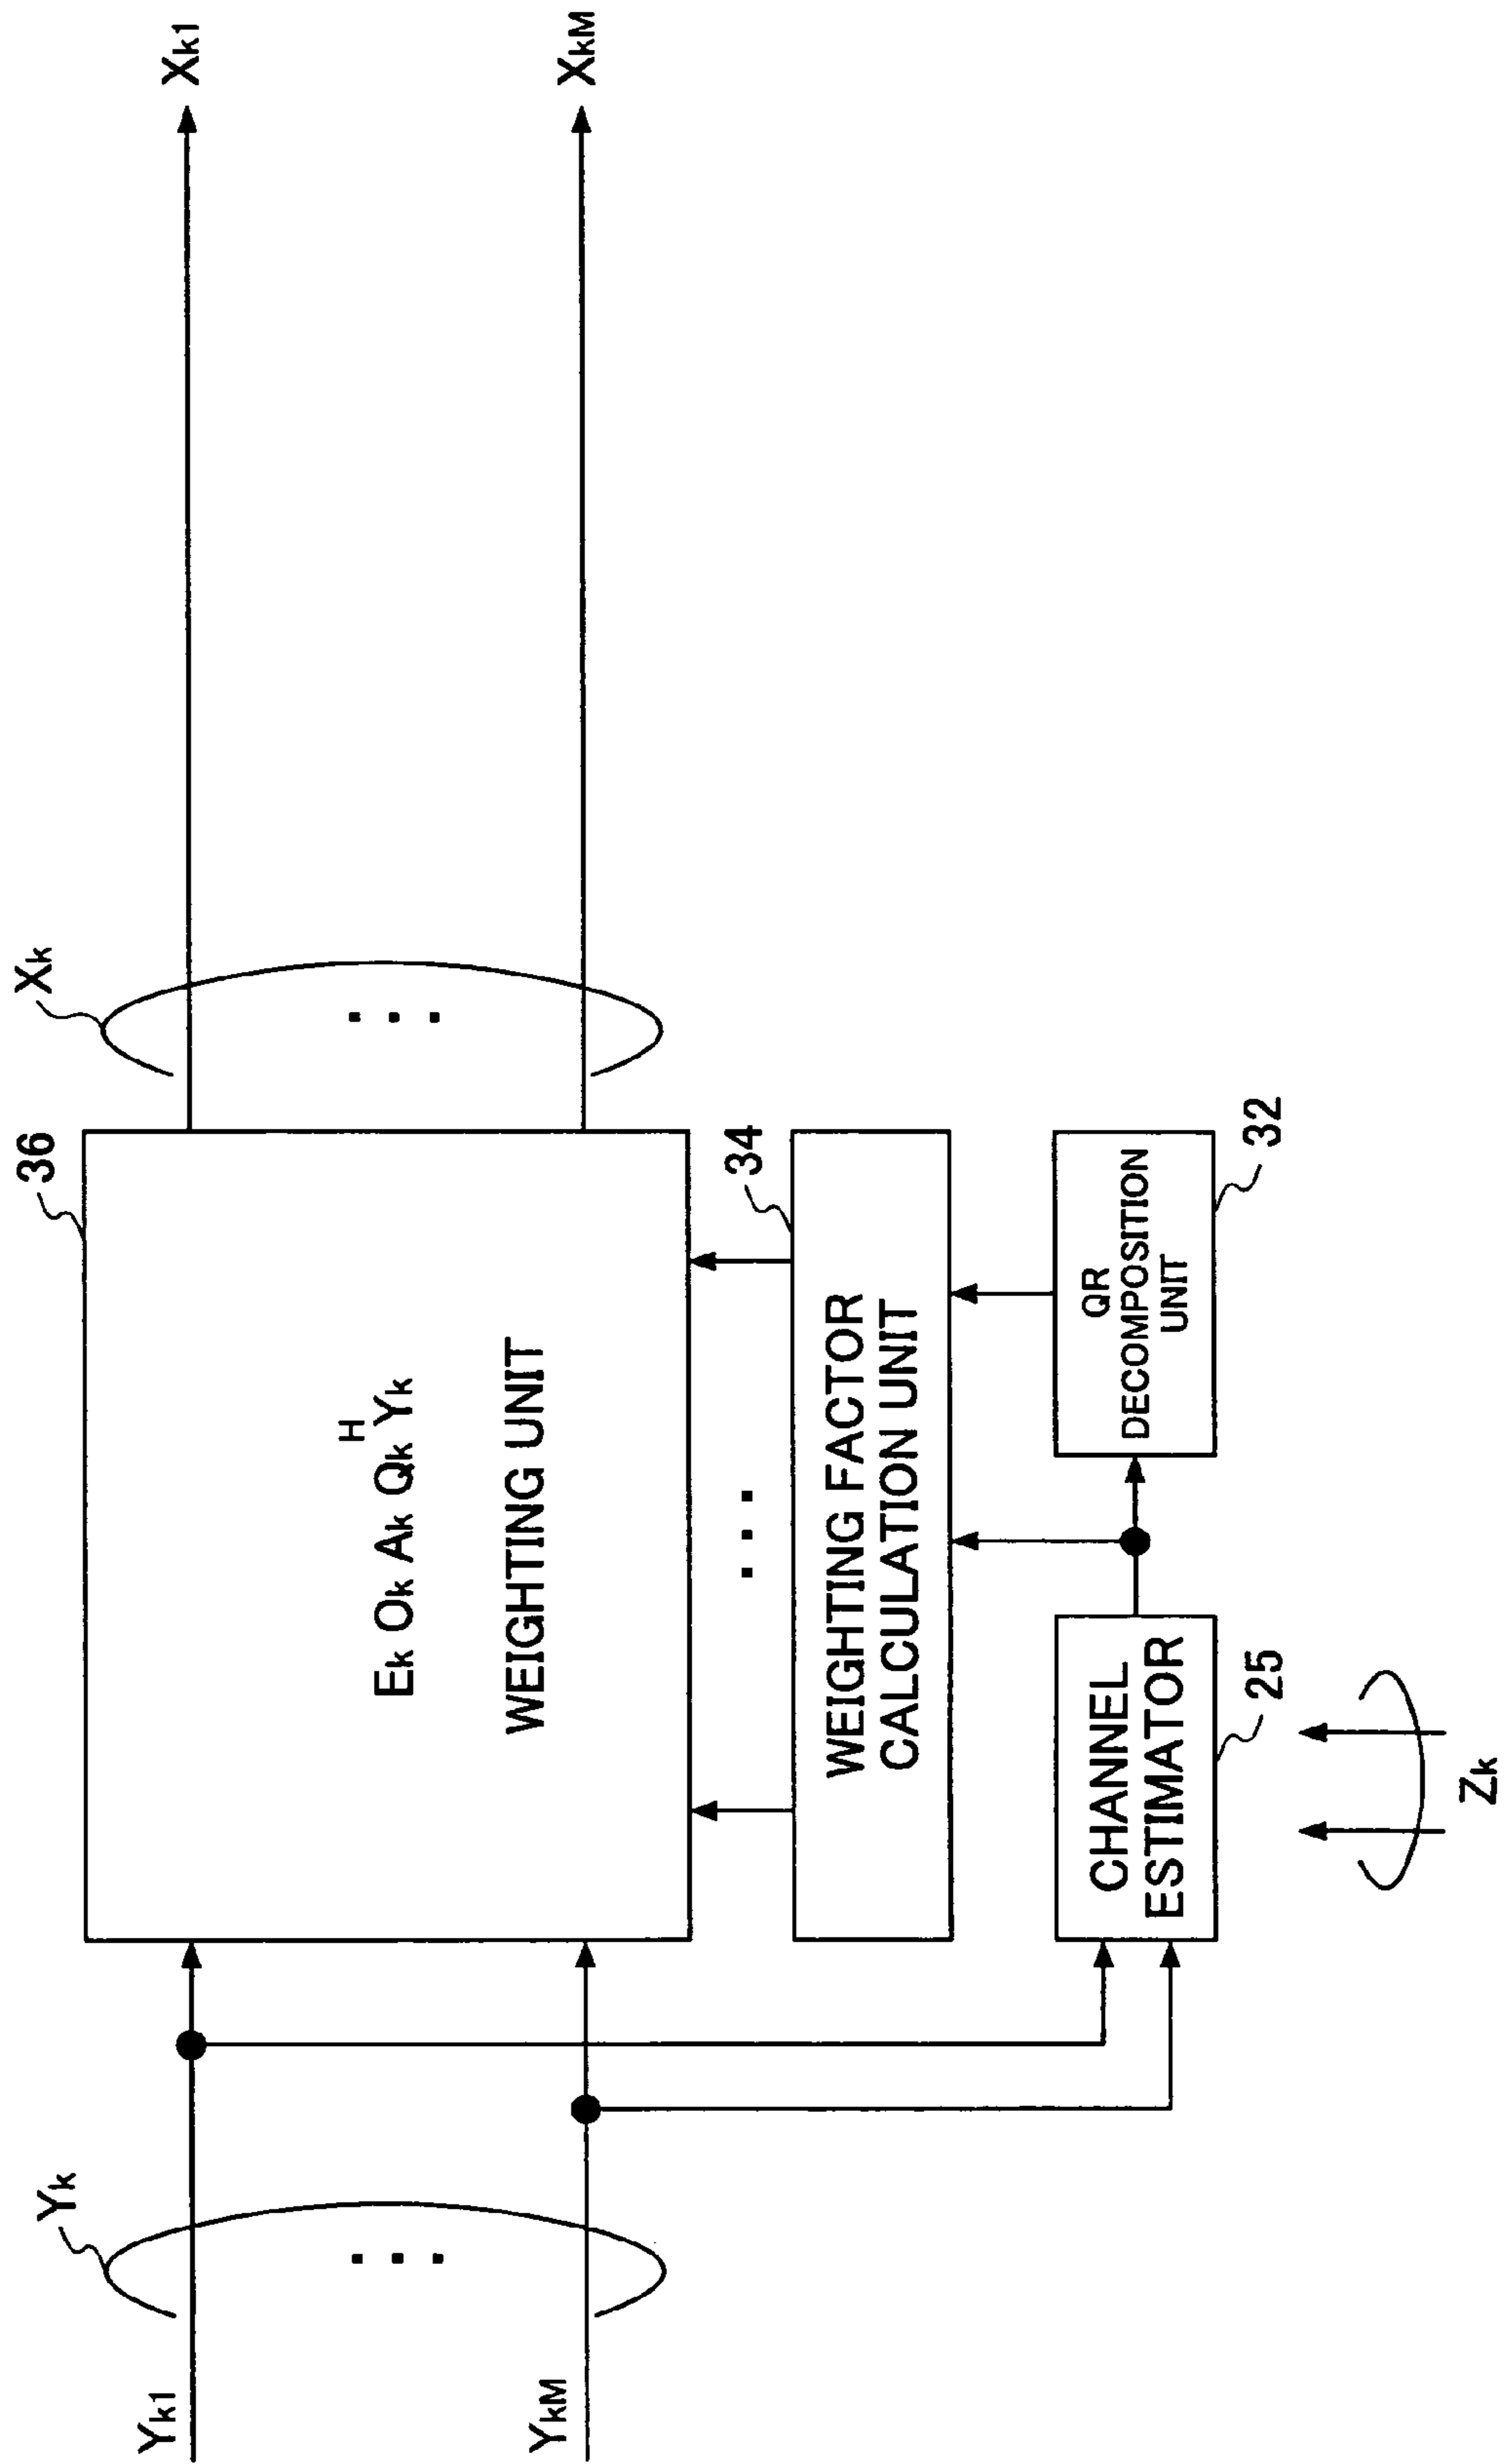 Yk
Xk
36
Yk1
YkM
Xk1
XkM
Ek Ok Ak Qk^H Yk
WEIGHTING UNIT
34
WEIGHTING FACTOR
CALCULATION UNIT
CHANNEL
ESTIMATOR
25
QR
DECOMPOSITION
UNIT
32
Zk